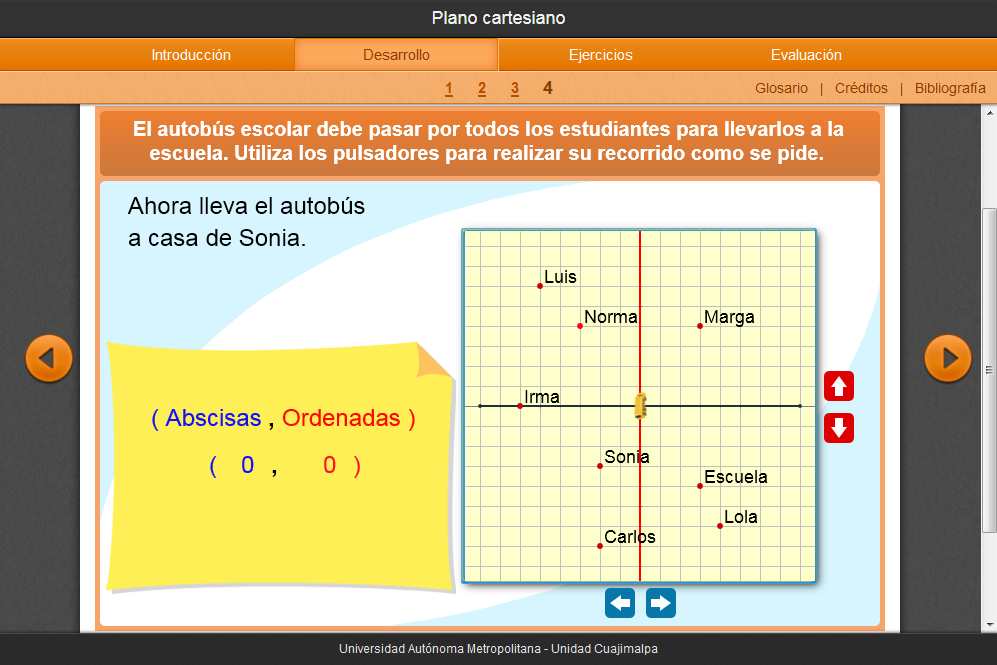 Plano cartesiano
Introducción Desarrollo Ejercicios Evaluación
1 2 3 4 Glosario | Créditos | Bibliografía
El autobús escolar debe pasar por todos los estudiantes para llevarlos a la
escuela. Utiliza los pulsadores para realizar su recorrido como se pide.
Ahora lleva el autobús
a casa de Sonia.
( Abscisas , Ordenadas )
( 0 , 0 )
Luis
Norma
Marga
Irma
Sonia
Escuela
Lola
Carlos
Universidad Autónoma Metropolitana - Unidad Cuajimalpa